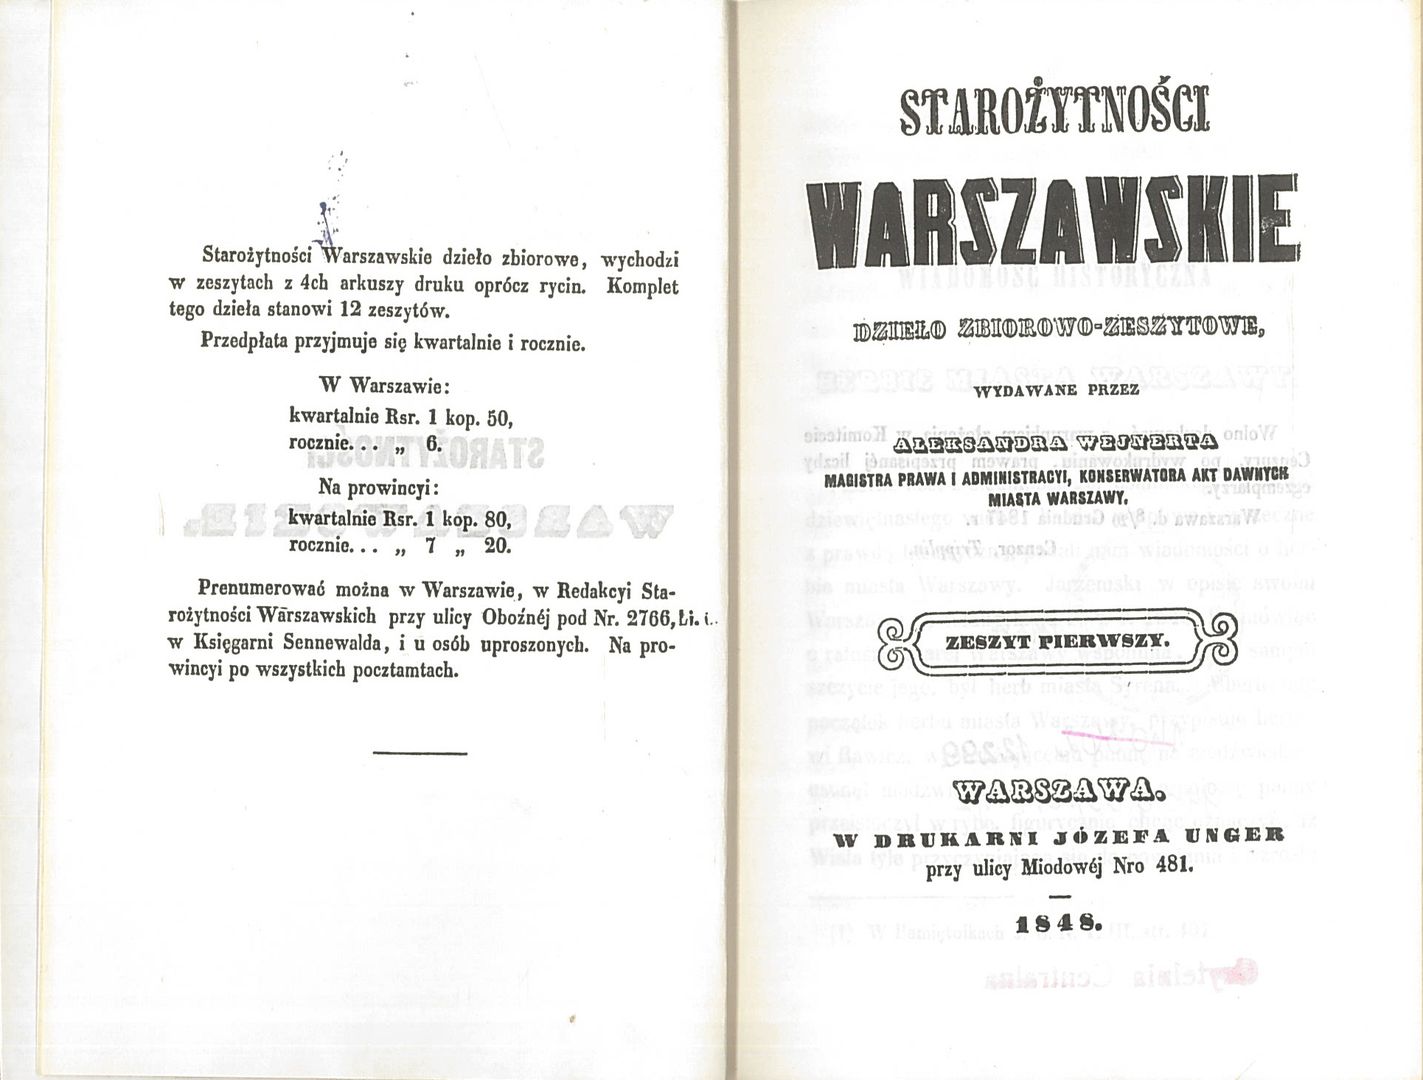 Starożytności Warszawskie dzieło zbiorowe, wychodzi
w zeszytach z 4ch arkuszy druku oprócz rycin. Komplet
tego dzieła stanowi 12 zeszytów.
Przedpłata przyjmuje się kwartalnie i rocznie.
W Warszawie:
kwartalnie Rsr. 1 kop. 50,
rocznie. . . „ 6.
Na prowincyi:
kwartalnie Rsr. 1 kop. 80,
rocznie. . . „ 7 „ 20.
Prenumerować można w Warszawie, w Redakcyi Sta-
rożytności Warszawskich przy ulicy Oboźnéj pod Nr. 2766,
w Księgarni Sennewalda, i u osób uproszonych. Na pro-
wincyi po wszystkich pocztamtach.
STAROŻYTNOŚCI
WARSZAWSKIE
DZIEŁO ZBIOROWO-ZESZYTOWE,
WYDAWANE PRZEZ
ALEKSANDRA WEJNERTA
MAGISTRA PRAWA I ADMINISTRACYI, KONSERWATORA AKT DAWNYCH
MIASTA WARSZAWY.
ZESZYT PIERWSZY.
WARSZAWA.
W DRUKARNI JÓZEFA UNGER
przy ulicy Miodowéj Nro 481.
1848.